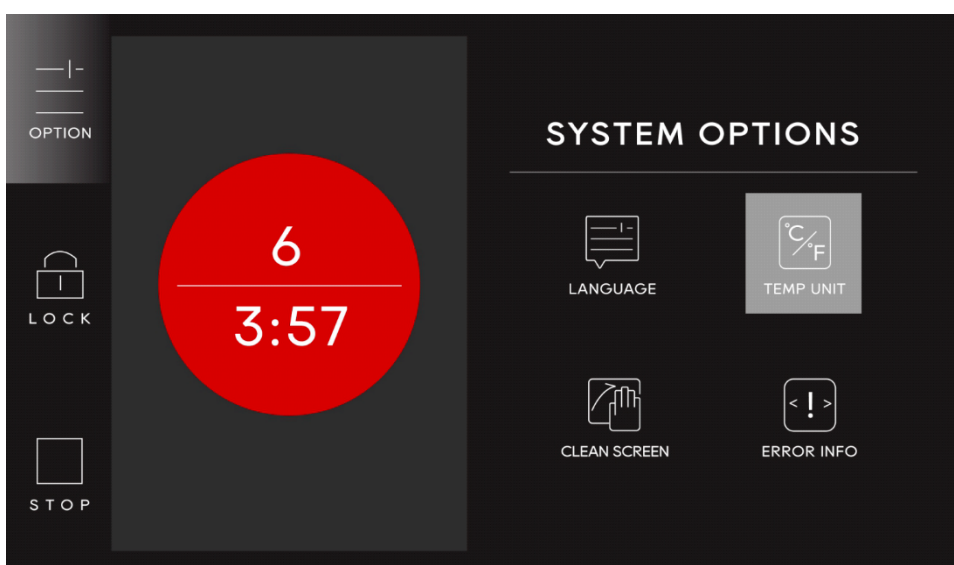 OPTION
LOCK
STOP
6
3:57
SYSTEM OPTIONS
LANGUAGE
°C/°F
TEMP UNIT
CLEAN SCREEN
<!>
ERROR INFO